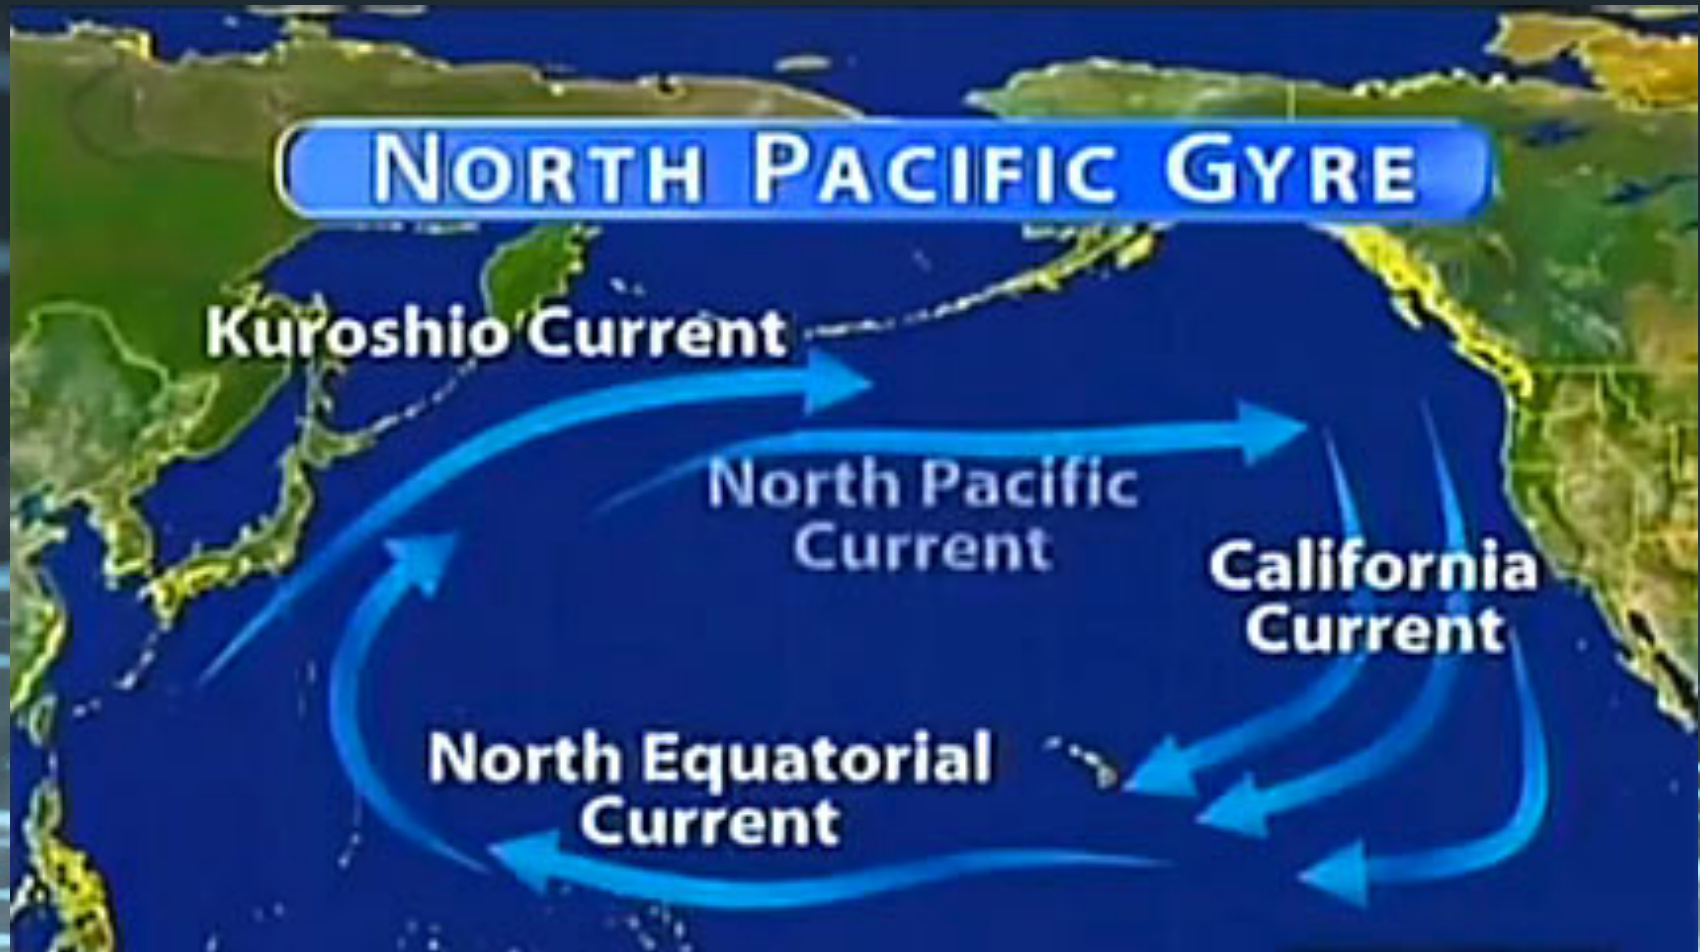 NORTH PACIFIC GYRE
Kuroshio Current
North Pacific
Current
California
Current
North Equatorial
Current